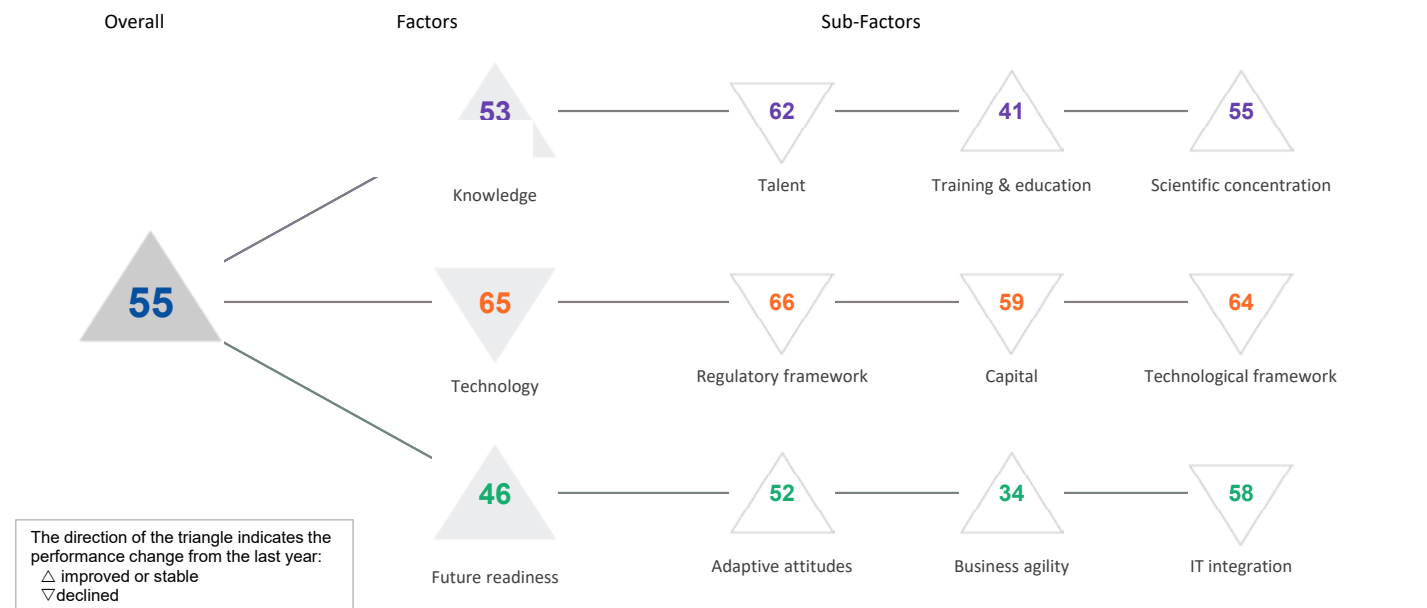 Overall
Factors
Sub-Factors
53
62
41
55
Knowledge
Talent
Training & education
Scientific concentration
55
65
66
59
64
Technology
Regulatory framework
Capital
Technological framework
46
52
34
58
Future readiness
Adaptive attitudes
Business agility
IT integration
The direction of the triangle indicates the
performance change from the last year:
△ improved or stable
▽declined